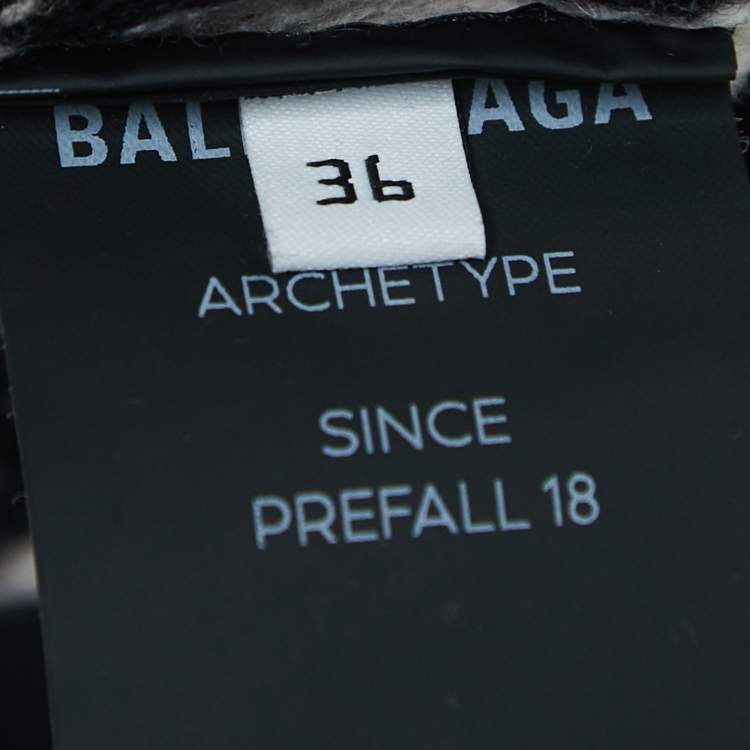 BAL AGA
36
ARCHETYPE
SINCE
PREFALL 18